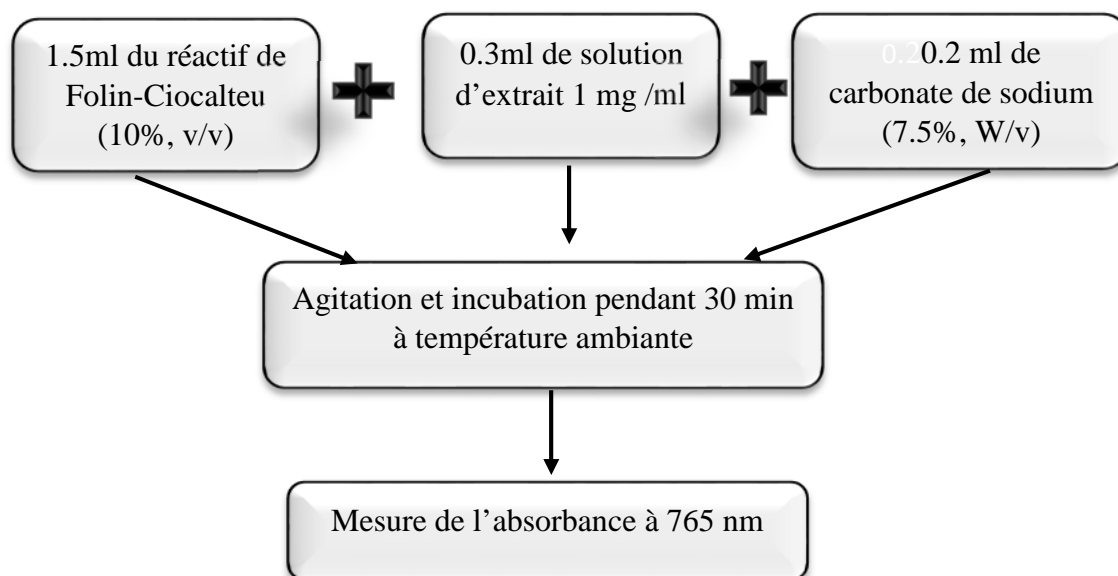 1.5ml du réactif de
Folin-Ciocalteu
(10%, v/v)
0.3ml de solution
d’extrait 1 mg /ml
0.20.2 ml de
carbonate de sodium
(7.5%, W/v)
Agitation et incubation pendant 30 min
à température ambiante
Mesure de l’absorbance à 765 nm